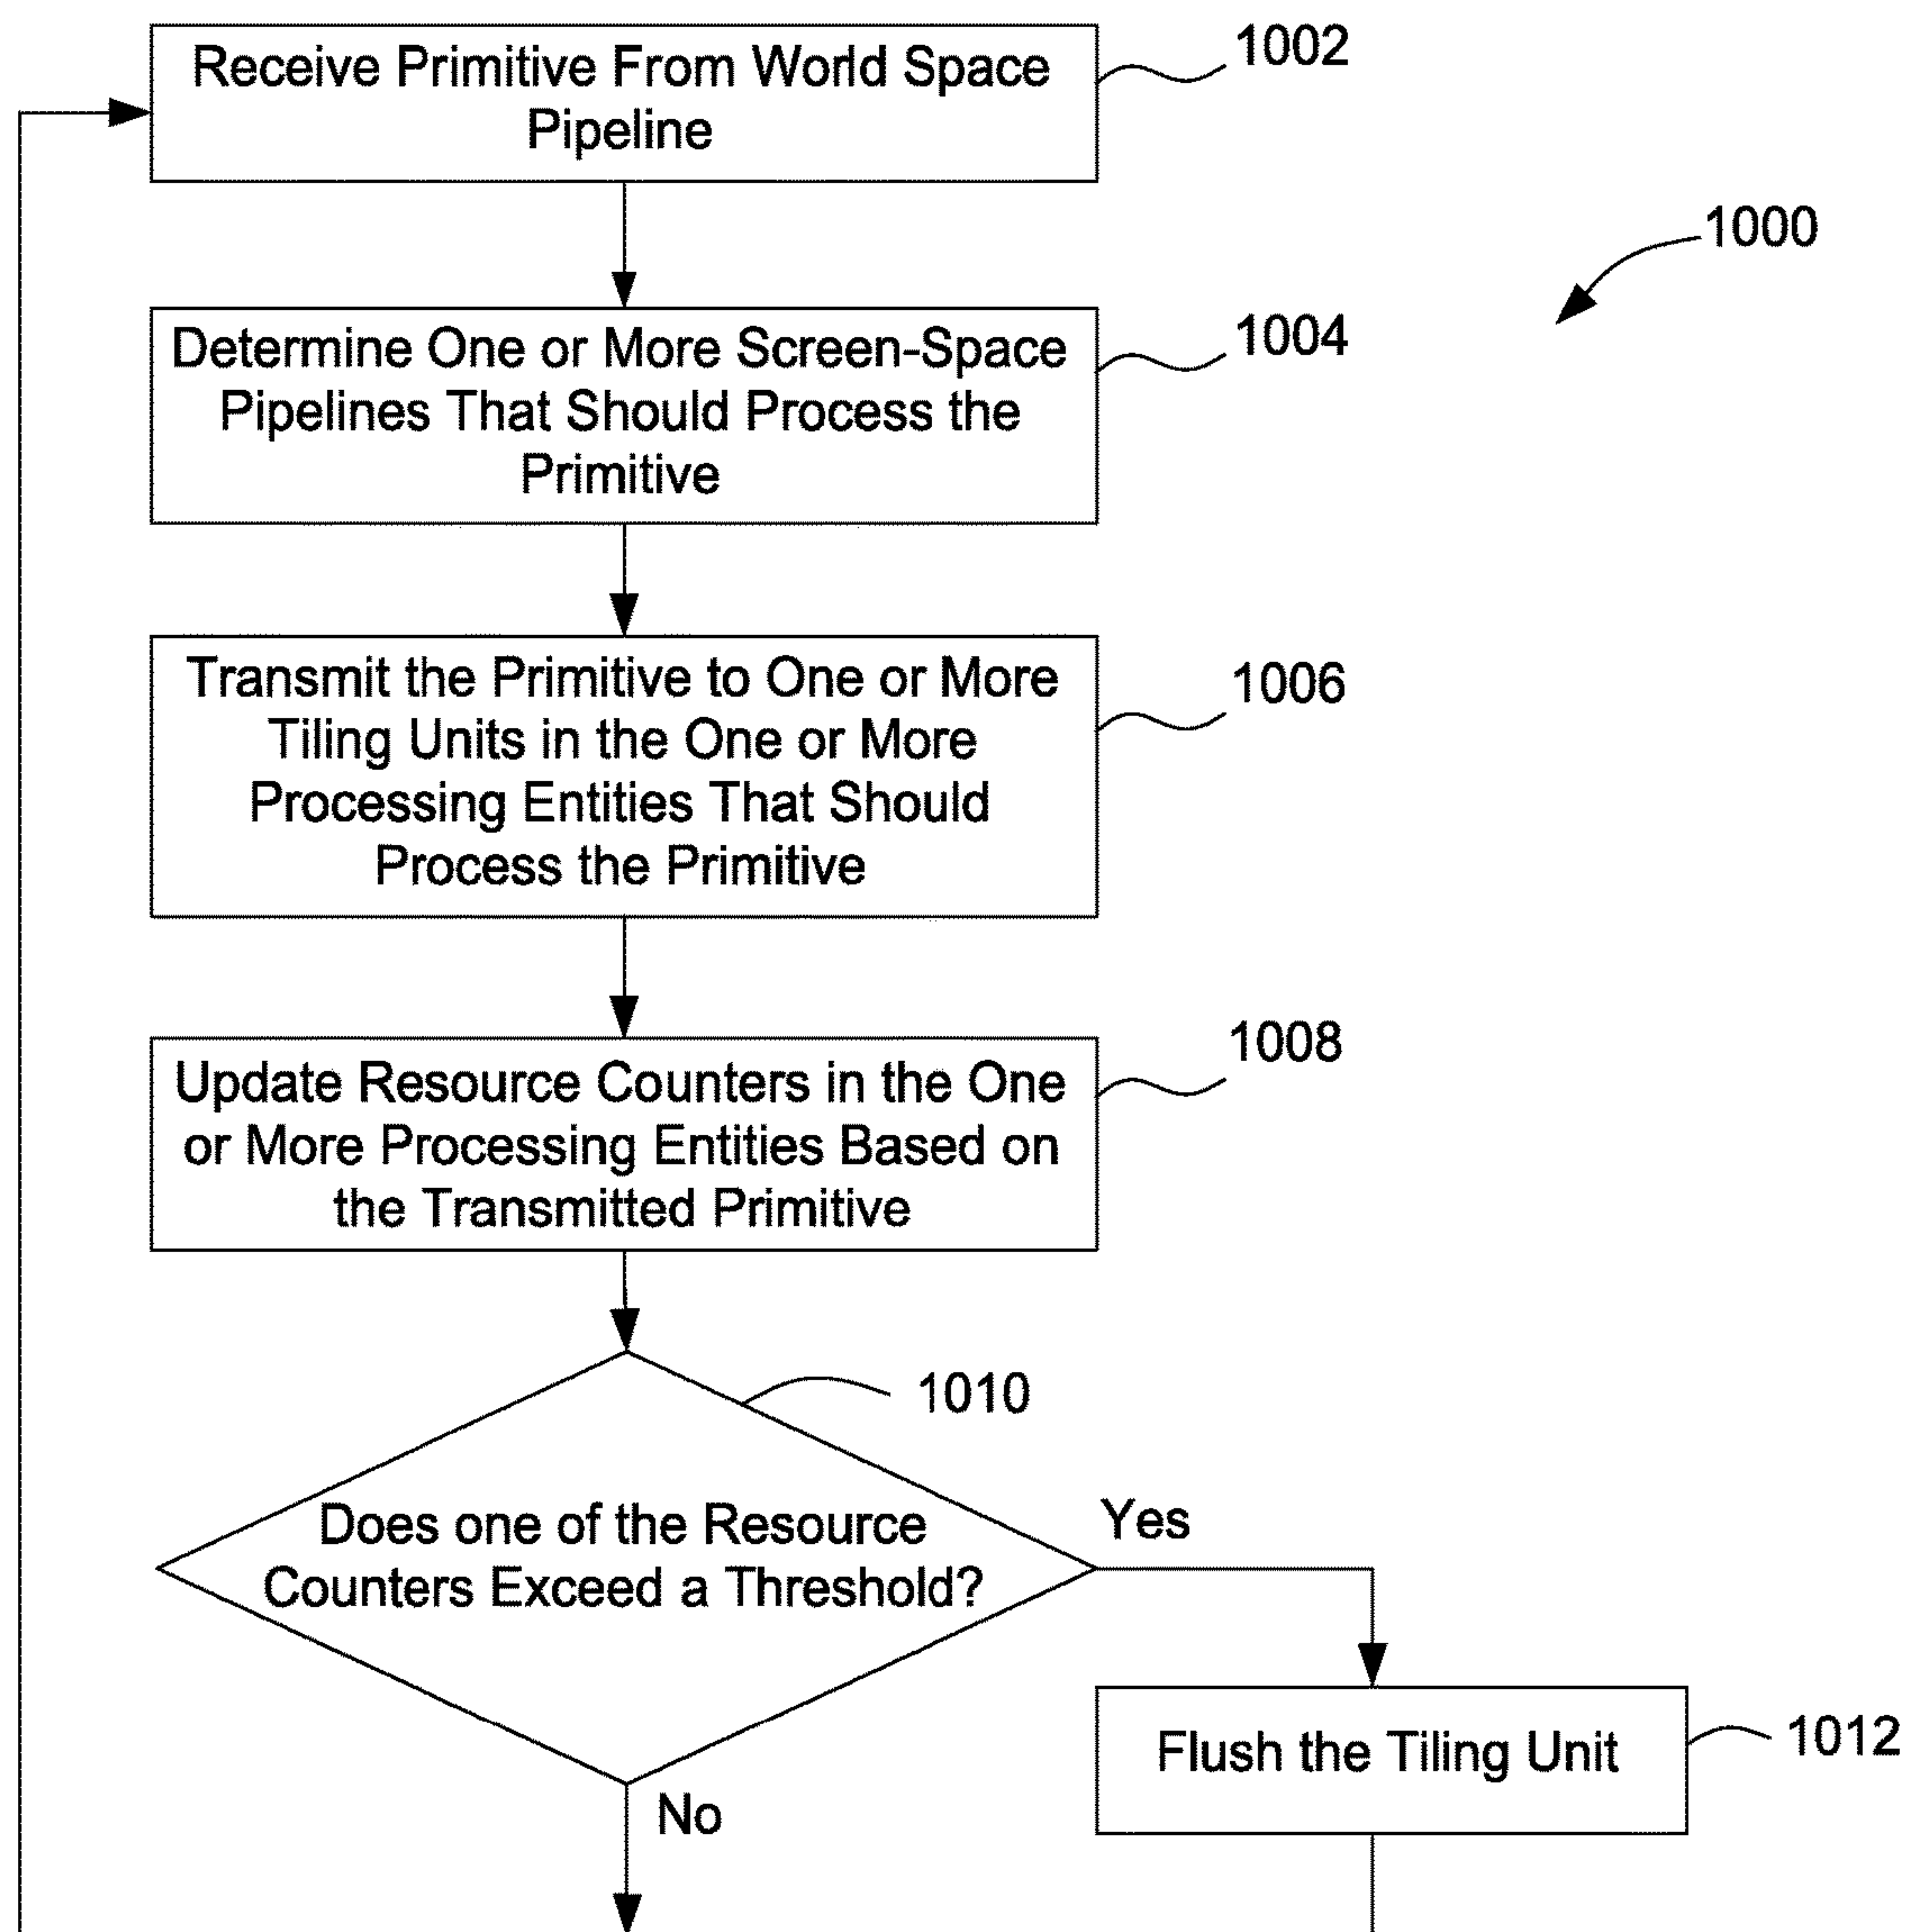 Receive Primitive From World Space
Pipeline
1002
1000
Determine One or More Screen-Space
Pipelines That Should Process the
Primitive
1004
Transmit the Primitive to One or More
Tiling Units in the One or More
Processing Entities That Should
Process the Primitive
1006
Update Resource Counters in the One
or More Processing Entities Based on
the Transmitted Primitive
1008
1010
Does one of the Resource
Counters Exceed a Threshold?
Yes
Flush the Tiling Unit
1012
No